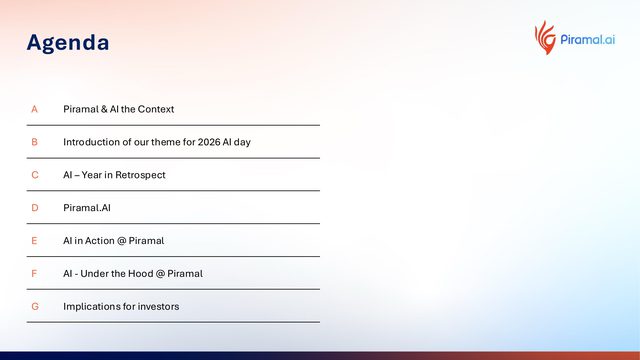 Agenda
Piramal.ai
A Piramal & AI the Context
B Introduction of our theme for 2026 AI day
C AI – Year in Retrospect
D Piramal.AI
E AI in Action @ Piramal
F AI - Under the Hood @ Piramal
G Implications for investors